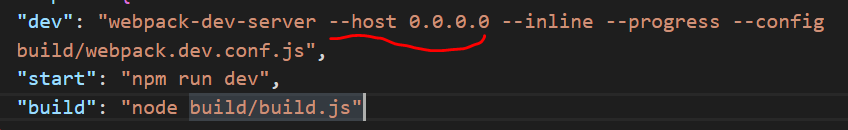 "dev": "webpack-dev-server --host 0.0.0.0 --inline --progress --config
build/webpack.dev.conf.js",
"start": "npm run dev",
"build": "node build/build.js"